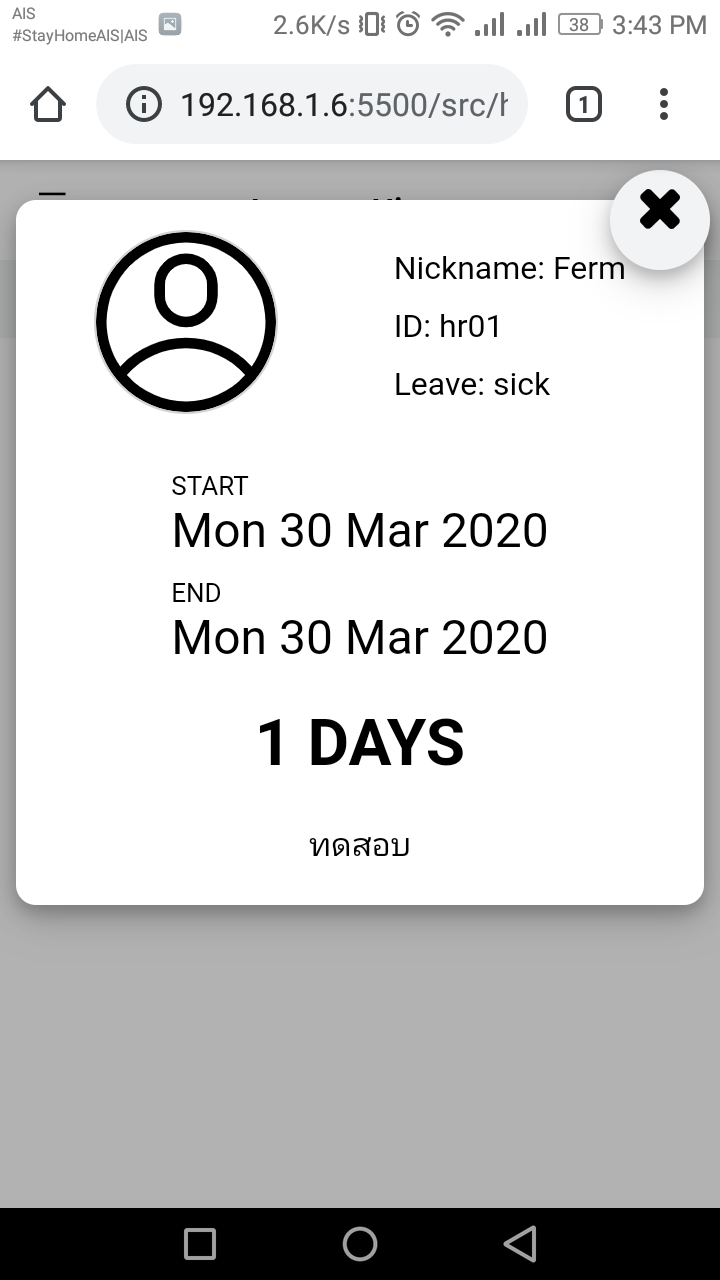 AIS
#StayHomeAIS|AIS
2.6K/s 38 3:43 PM
192.168.1.6:5500/src/h
1
Nickname: Ferm
ID: hr01
Leave: sick
START
Mon 30 Mar 2020
END
Mon 30 Mar 2020
1 DAYS
ทดสอบ